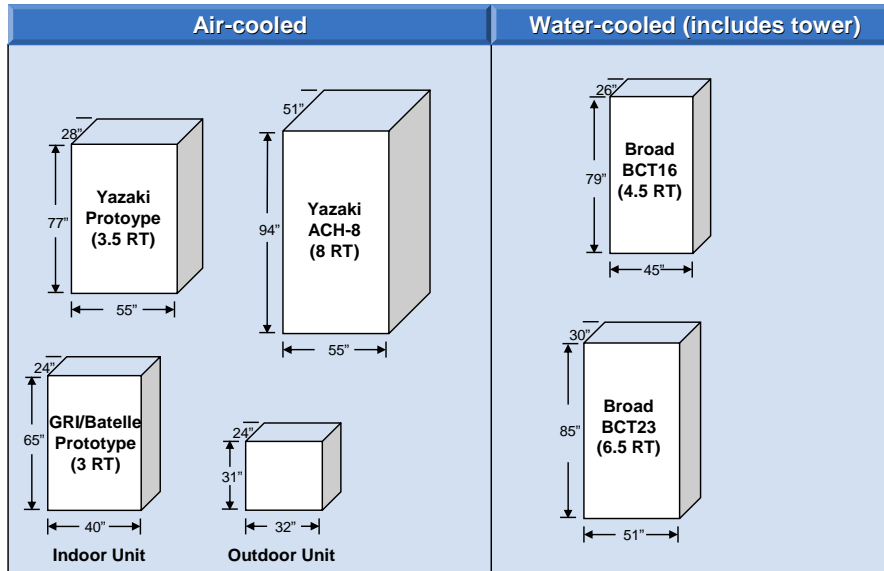 Air-cooled
Water-cooled (includes tower)
28”
77”
Yazaki
Protoype
(3.5 RT)
55”
51”
94”
Yazaki
ACH-8
(8 RT)
55”
26”
79”
Broad
BCT16
(4.5 RT)
45”
24”
65”
GRI/Batelle
Prototype
(3 RT)
40”
Indoor Unit
24”
31”
32”
Outdoor Unit
30”
85”
Broad
BCT23
(6.5 RT)
51”